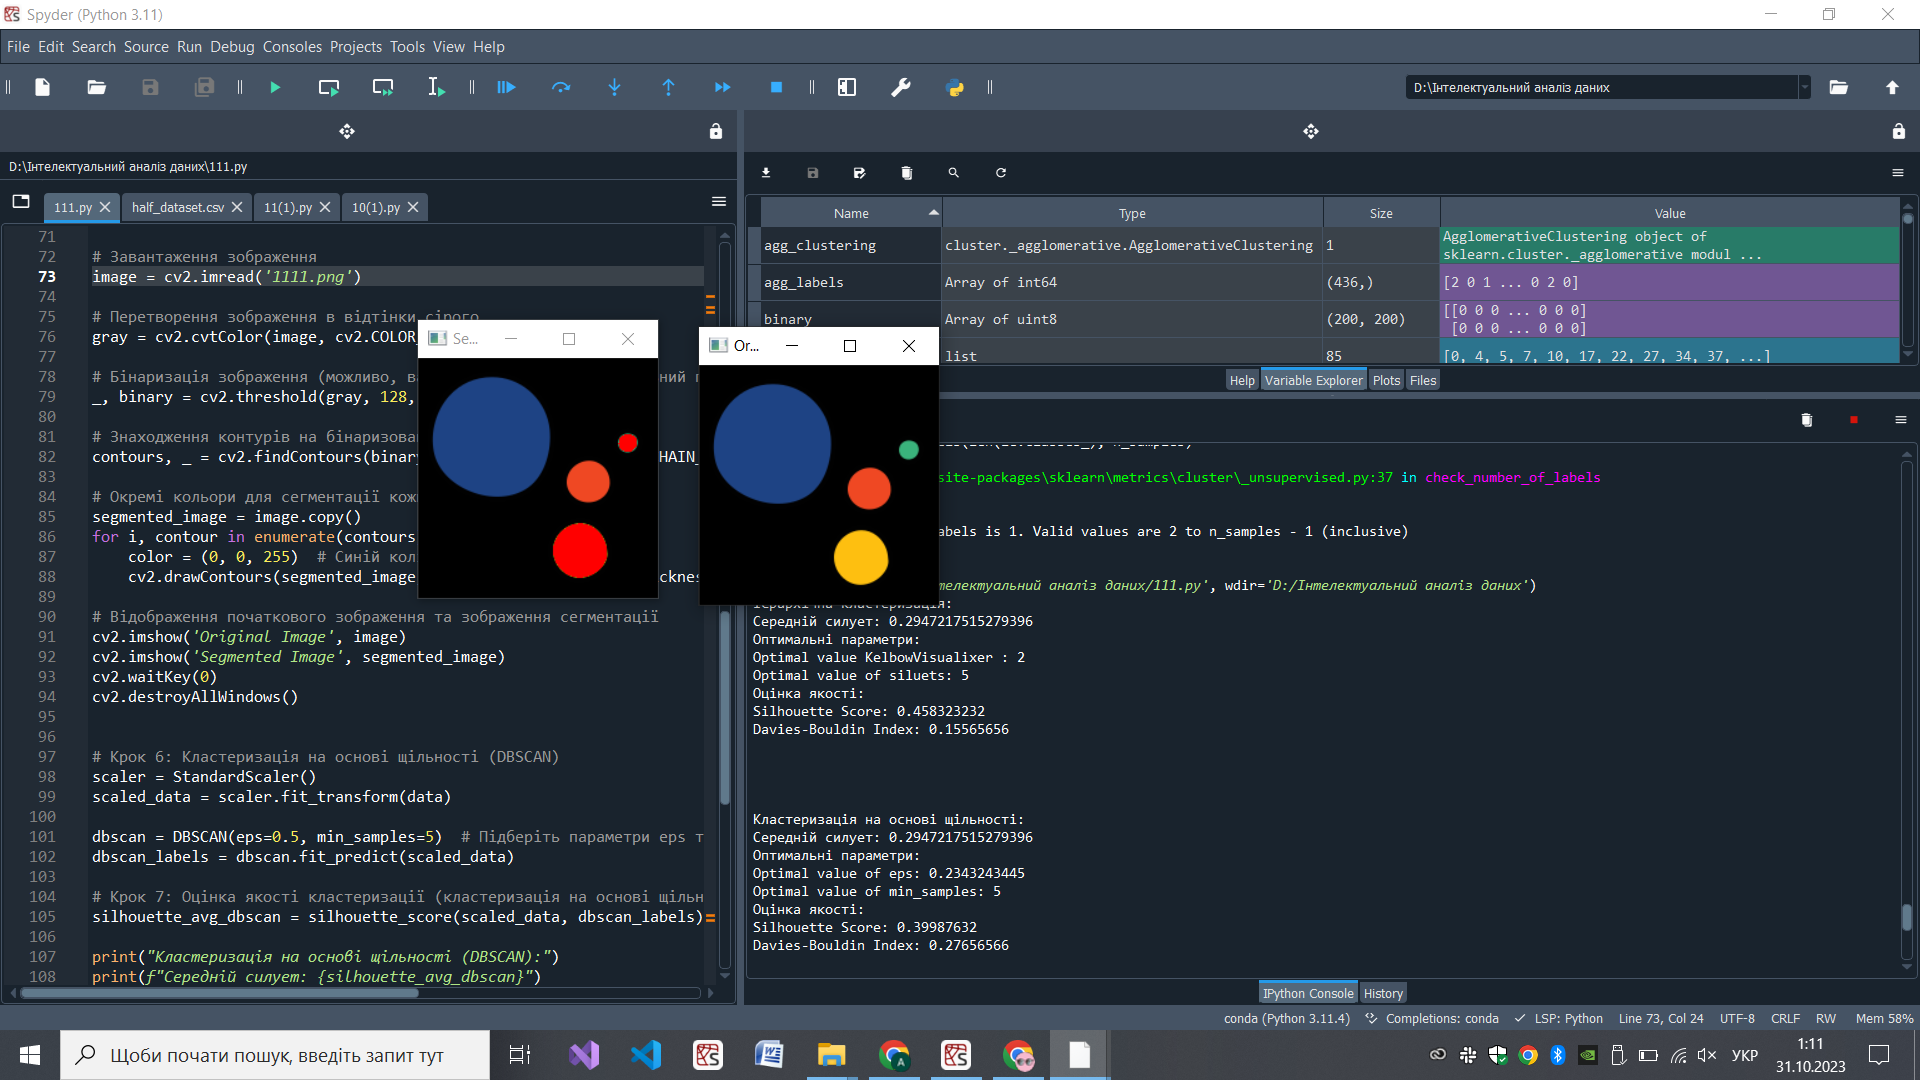 Spyder (Python 3.11)
File Edit Search Source Run Debug Consoles Projects Tools View Help
D:\Інтелектуальний аналіз даних
D:\Інтелектуальний аналіз даних\111.py
111.py half_dataset.csv 11(1).py 10(1).py
71
72 # Завантаження зображення
73 image = cv2.imread('1111.png')
74
75 # Перетворення зображення в відтінки сірого
76 gray = cv2.cvtColor(image, cv2.COLOR_
77
78 # Бінаризація зображення (можливо, в
79 _, binary = cv2.threshold(gray, 128,
80
81 # Знаходження контурів на бінаризова
82 contours, _ = cv2.findContours(binar HAIN_
83
84 # Окремі кольори для сегментації кож
85 segmented_image = image.copy()
86 for i, contour in enumerate(contours
87 color = (0, 0, 255) # Синій кол
88 cv2.drawContours(segmented_image cknes
89
90 # Відображення початкового зображення та зображення сегментації
91 cv2.imshow('Original Image', image)
92 cv2.imshow('Segmented Image', segmented_image)
93 cv2.waitKey(0)
94 cv2.destroyAllWindows()
95
96
97 # Крок 6: Кластеризація на основі щільності (DBSCAN)
98 scaler = StandardScaler()
99 scaled_data = scaler.fit_transform(data)
100
101 dbscan = DBSCAN(eps=0.5, min_samples=5) # Підберіть параметри eps т
102 dbscan_labels = dbscan.fit_predict(scaled_data)
103
104 # Крок 7: Оцінка якості кластеризації (кластеризація на основі щільн
105 silhouette_avg_dbscan = silhouette_score(scaled_data, dbscan_labels)
106
107 print("Кластеризація на основі щільності (DBSCAN):")
108 print(f"Середній силует: {silhouette_avg_dbscan}")
Se...
Or...
Name Type Size Value
agg_clustering cluster._agglomerative.AgglomerativeClustering 1 AgglomerativeClustering object of
sklearn.cluster._agglomerative modul ...
agg_labels Array of int64 (436,) [2 0 1 ... 0 2 0]
binary Array of uint8 (200, 200) [[0 0 0 ... 0 0 0]
[0 0 0 ... 0 0 0]
list 85 [0, 4, 5, 7, 10, 17, 22, 27, 34, 37, ...]
Help Variable Explorer Plots Files
site-packages\sklearn\metrics\cluster\_unsupervised.py:37 in check_number_of_labels
abels is 1. Valid values are 2 to n_samples - 1 (inclusive)
телектуальний аналіз даних/111.py', wdir='D:/Інтелектуальний аналіз даних')
Ієрархічна кластеризація:
Середній силует: 0.2947217515279396
Оптимальні параметри:
Optimal value KelbowVisualixer : 2
Optimal value of siluets: 5
Оцінка якості:
Silhouette Score: 0.458323232
Davies-Bouldin Index: 0.15565656
Кластеризація на основі щільності:
Середній силует: 0.2947217515279396
Оптимальні параметри:
Optimal value of eps: 0.2343243445
Optimal value of min_samples: 5
Оцінка якості:
Silhouette Score: 0.39987632
Davies-Bouldin Index: 0.27656566
IPython Console History
conda (Python 3.11.4) Completions: conda LSP: Python Line 73, Col 24 UTF-8 CRLF RW Mem 58%
Щоби почати пошук, введіть запит тут
УКР
1:11
31.10.2023